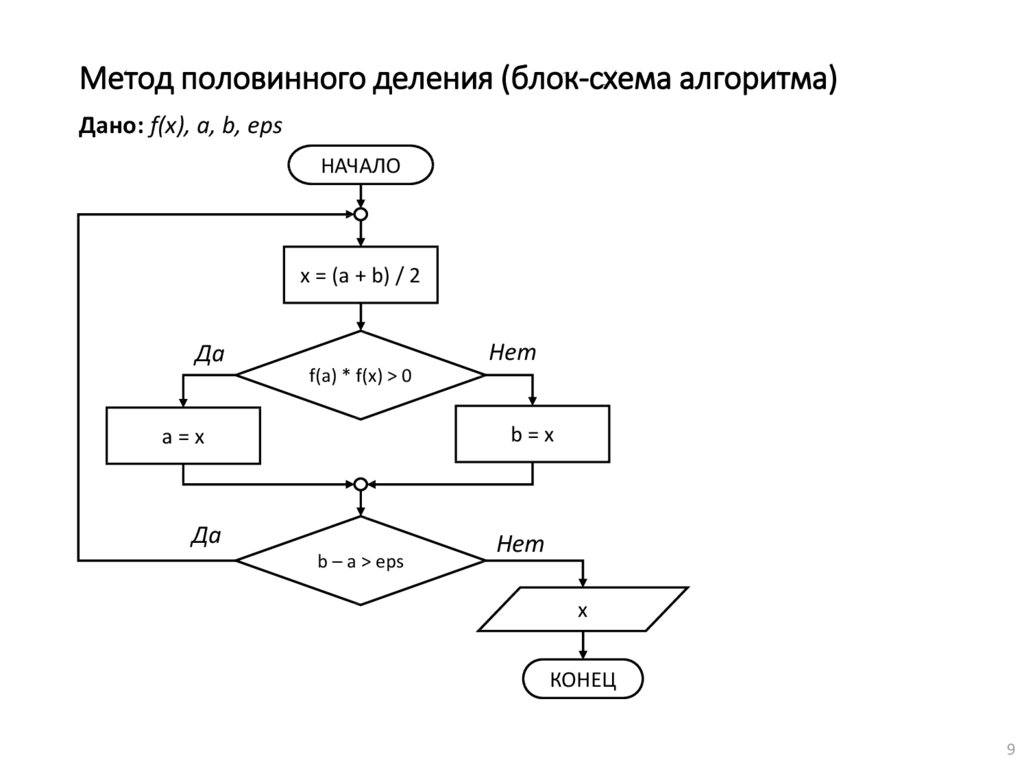 Метод половинного деления (блок-схема алгоритма)
Дано: f(x), a, b, eps
НАЧАЛО
x = (a + b) / 2
Да
Нет
f(a) * f(x) > 0
a = x
b = x
Да
Нет
b – a > eps
x
КОНЕЦ
9